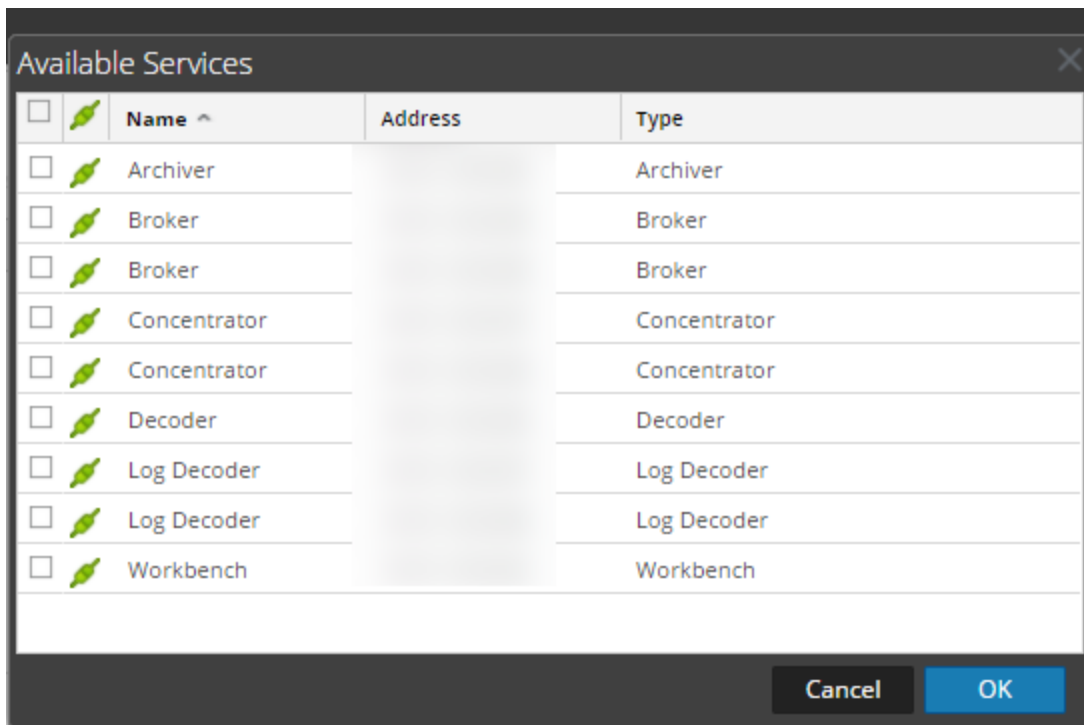 Available Services
Name Address Type
Archiver Archiver
Broker Broker
Broker Broker
Concentrator Concentrator
Concentrator Concentrator
Decoder Decoder
Log Decoder Log Decoder
Log Decoder Log Decoder
Workbench Workbench
Cancel OK